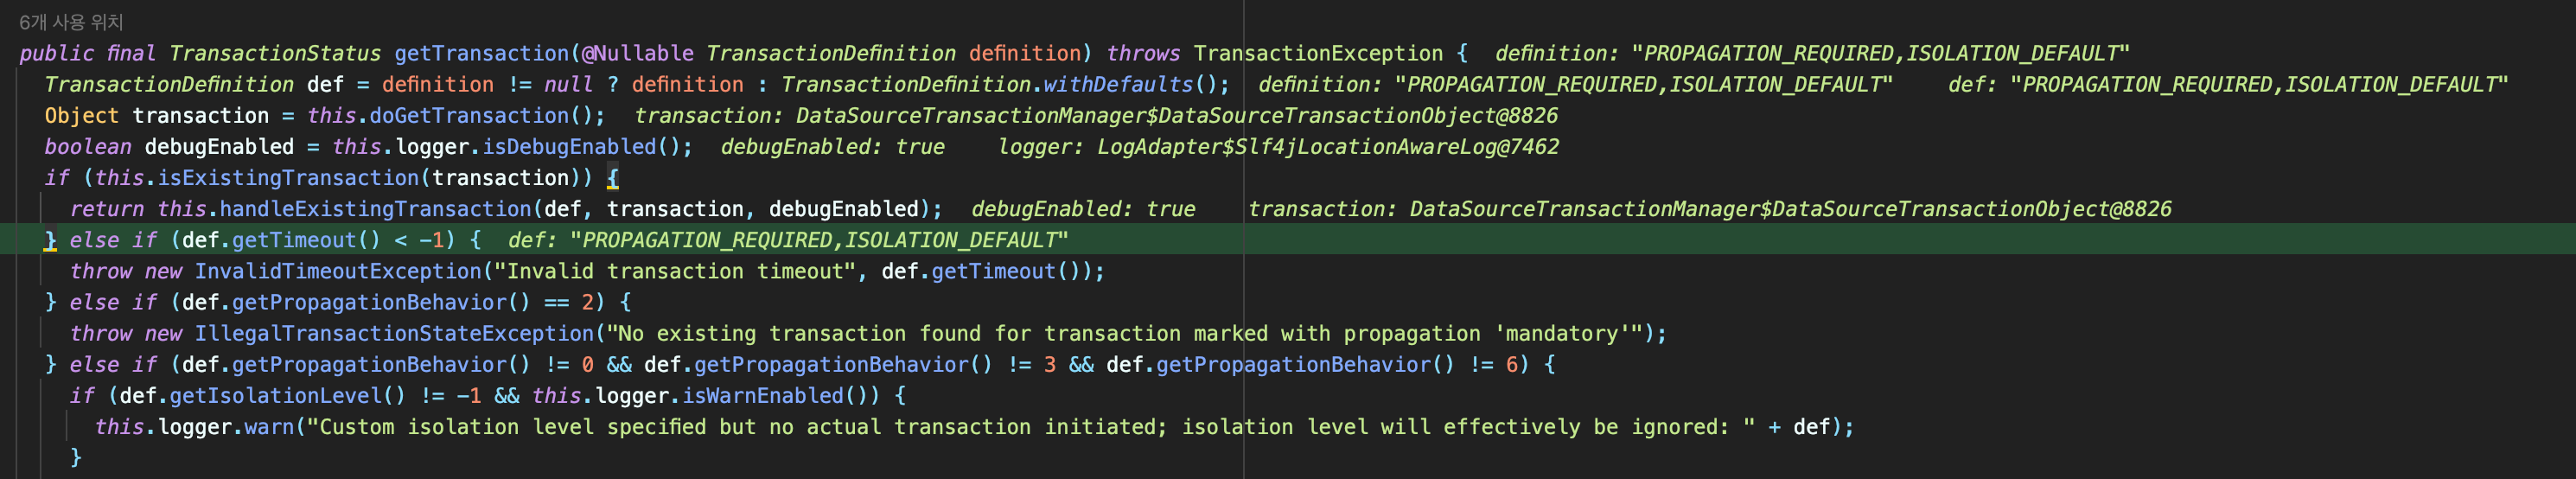 6개 사용 위치
public final TransactionStatus getTransaction(@Nullable TransactionDefinition definition) throws TransactionException {  definition: "PROPAGATION_REQUIRED,ISOLATION_DEFAULT"
TransactionDefinition def = definition != null ? definition : TransactionDefinition.withDefaults();  definition: "PROPAGATION_REQUIRED,ISOLATION_DEFAULT"    def: "PROPAGATION_REQUIRED,ISOLATION_DEFAULT"
Object transaction = this.doGetTransaction();  transaction: DataSourceTransactionManager$DataSourceTransactionObject@8826
boolean debugEnabled = this.logger.isDebugEnabled();  debugEnabled: true    logger: LogAdapter$Slf4jLocationAwareLog@7462
if (this.isExistingTransaction(transaction)) {
return this.handleExistingTransaction(def, transaction, debugEnabled);  debugEnabled: true    transaction: DataSourceTransactionManager$DataSourceTransactionObject@8826
} else if (def.getTimeout() < -1) {  def: "PROPAGATION_REQUIRED,ISOLATION_DEFAULT"
throw new InvalidTimeoutException("Invalid transaction timeout", def.getTimeout());
} else if (def.getPropagationBehavior() == 2) {
throw new IllegalTransactionStateException("No existing transaction found for transaction marked with propagation 'mandatory'");
} else if (def.getPropagationBehavior() != 0 && def.getPropagationBehavior() != 3 && def.getPropagationBehavior() != 6) {
if (def.getIsolationLevel() != -1 && this.logger.isWarnEnabled()) {
this.logger.warn("Custom isolation level specified but no actual transaction initiated; isolation level will effectively be ignored: " + def);
}